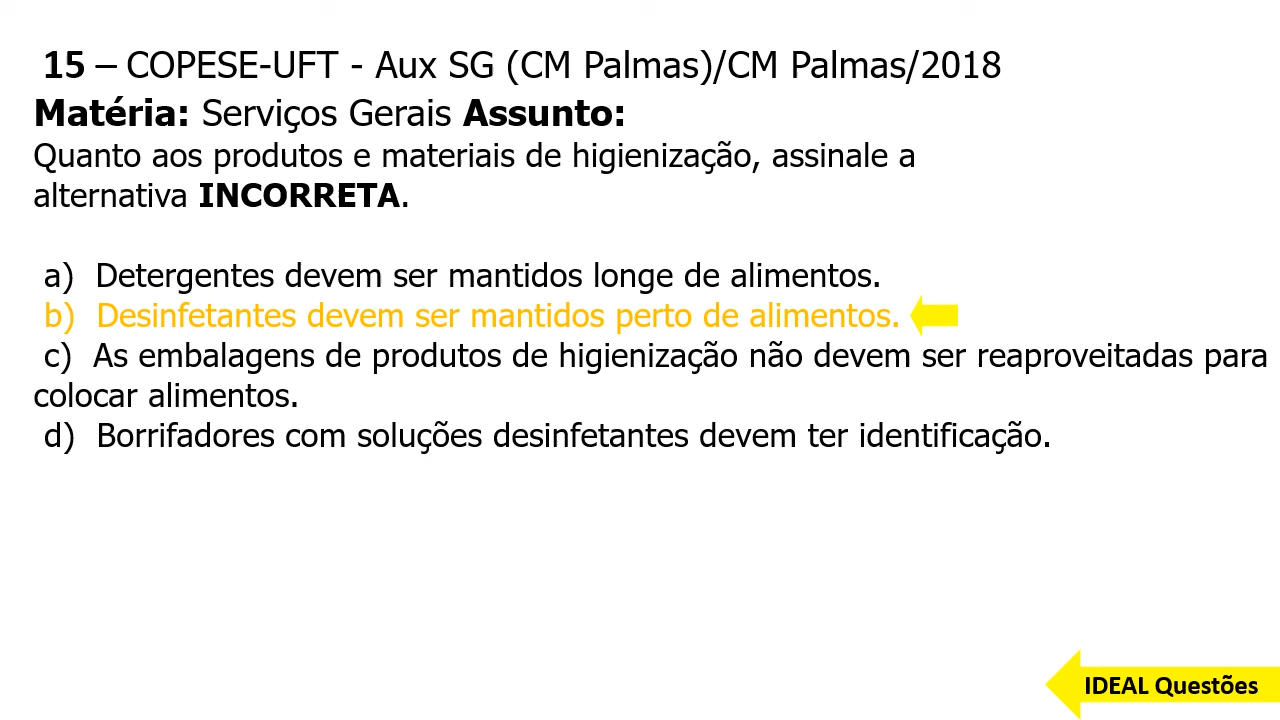 15 – COPESE-UFT - Aux SG (CM Palmas)/CM Palmas/2018
Matéria: Serviços Gerais Assunto:
Quanto aos produtos e materiais de higienização, assinale a
alternativa INCORRETA.
a) Detergentes devem ser mantidos longe de alimentos.
b) Desinfetantes devem ser mantidos perto de alimentos.
c) As embalagens de produtos de higienização não devem ser reaproveitadas para
colocar alimentos.
d) Borrifadores com soluções desinfetantes devem ter identificação.
IDEAL Questões